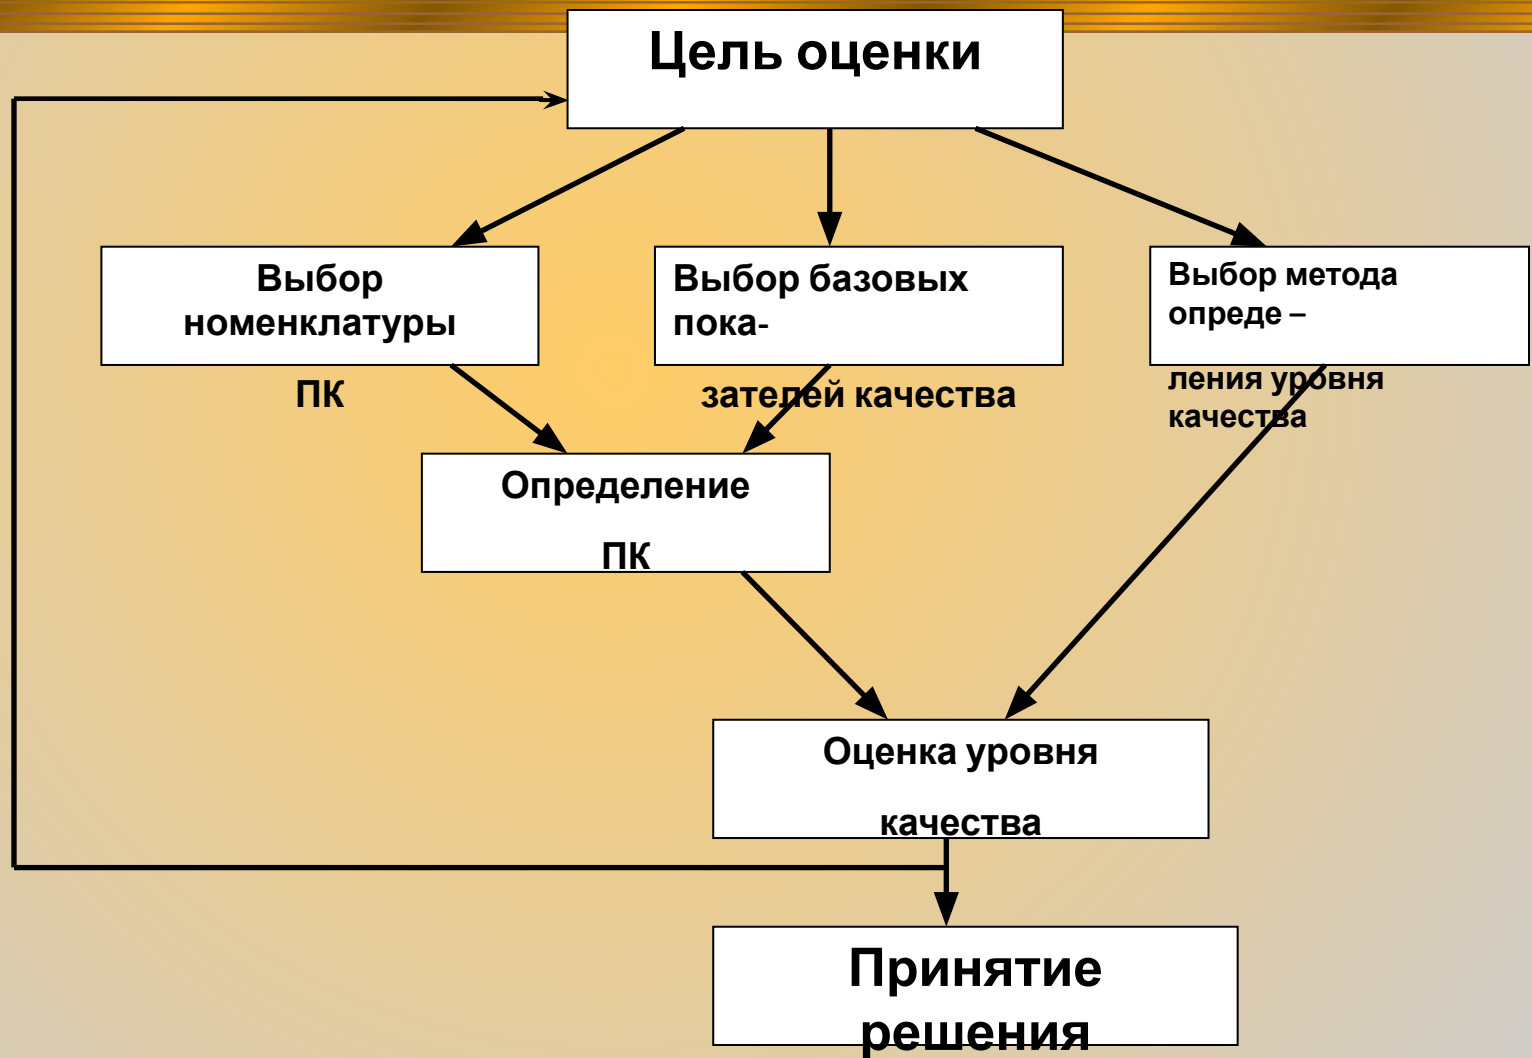 Цель оценки
Выбор
номенклатуры
ПК
Выбор базовых
пока-
зателей качества
Выбор метода
опреде –
ления уровня
качества
Определение
ПК
Оценка уровня
качества
Принятие
решения